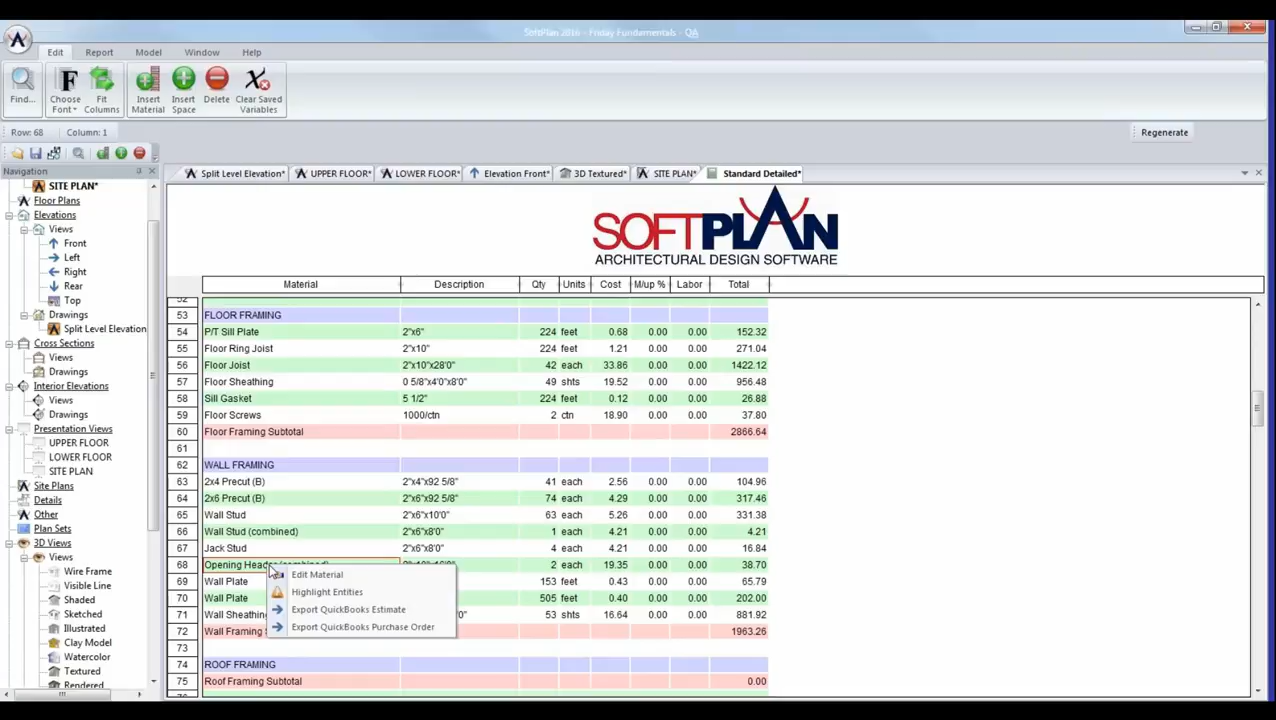 SoftPlan 2016 - Friday Fundamentals - QA
Edit Report Model Window Help
Find... Choose Font Fit Columns Insert Material Insert Space Delete Clear Saved Variables
Row: 68 Column: 1 Regenerate
Navigation
Split Level Elevation* UPPER FLOOR* LOWER FLOOR* Elevation Front* 3D Textured* SITE PLAN* Standard Detailed*
SITE PLAN*
Floor Plans
Elevations
Views
Front
Left
Right
Rear
Top
Drawings
Split Level Elevation
Cross Sections
Views
Drawings
Interior Elevations
Views
Drawings
Presentation Views
UPPER FLOOR
LOWER FLOOR
SITE PLAN
Site Plans
Details
Other
Plan Sets
3D Views
Views
Wire Frame
Visible Line
Shaded
Sketched
Illustrated
Clay Model
Watercolor
Textured
Rendered
SOFTPLAN
ARCHITECTURAL DESIGN SOFTWARE
Material Description Qty Units Cost M/up % Labor Total
52
53 FLOOR FRAMING
54 P/T Sill Plate 2"x6" 224 feet 0.68 0.00 0.00 152.32
55 Floor Ring Joist 2"x10" 224 feet 1.21 0.00 0.00 271.04
56 Floor Joist 2"x10"x28'0" 42 each 33.86 0.00 0.00 1422.12
57 Floor Sheathing 0 5/8"x4'0"x8'0" 49 shts 19.52 0.00 0.00 956.48
58 Sill Gasket 5 1/2" 224 feet 0.12 0.00 0.00 26.88
59 Floor Screws 1000/ctn 2 ctn 18.90 0.00 0.00 37.80
60 Floor Framing Subtotal 2866.64
61
62 WALL FRAMING
63 2x4 Precut (B) 2"x4"x92 5/8" 41 each 2.56 0.00 0.00 104.96
64 2x6 Precut (B) 2"x6"x92 5/8" 74 each 4.29 0.00 0.00 317.46
65 Wall Stud 2"x6"x10'0" 63 each 5.26 0.00 0.00 331.38
66 Wall Stud (combined) 2"x6"x8'0" 1 each 4.21 0.00 0.00 4.21
67 Jack Stud 2"x6"x8'0" 4 each 4.21 0.00 0.00 16.84
68 Opening Header (combined) 2 each 19.35 0.00 0.00 38.70
69 Wall Plate 153 feet 0.43 0.00 0.00 65.79
70 Wall Plate 505 feet 0.40 0.00 0.00 202.00
71 Wall Sheathing 53 shts 16.64 0.00 0.00 881.92
72 Wall Framing 1963.26
73
74 ROOF FRAMING
75 Roof Framing Subtotal 0.00
Edit Material
Highlight Entities
Export QuickBooks Estimate
Export QuickBooks Purchase Order